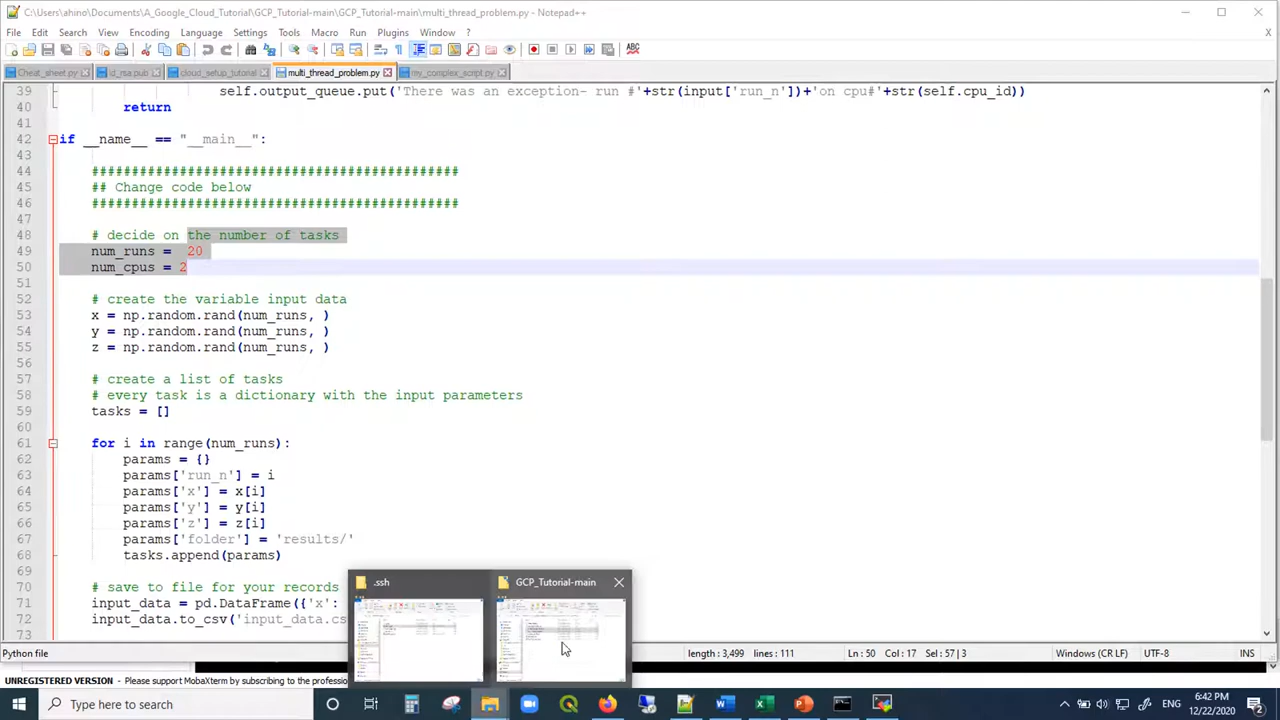 C:\Users\ahino\Documents\A_Google_Cloud_Tutorial\GCP_Tutorial-main\GCP_Tutorial-main\multi_thread_problem.py - Notepad++
File Edit Search View Encoding Language Settings Tools Macro Run Plugins Window ?
X
ABC
Cheat_sheet.py id_rsa.pub cloud_setup_tutorial multi_thread_problem.py my_complex_script.py
39 self.output_queue.put('There was an exception- run #'+str(input['run_n'])+'on cpu#'+str(self.cpu_id))
40 return
41
42 if __name__ == "__main__":
43
44 ##############################################
45 ## Change code below
46 ##############################################
47
48 # decide on the number of tasks
49 num_runs = 20
50 num_cpus = 2
51
52 # create the variable input data
53 x = np.random.rand(num_runs, )
54 y = np.random.rand(num_runs, )
55 z = np.random.rand(num_runs, )
56
57 # create a list of tasks
58 # every task is a dictionary with the input parameters
59 tasks = []
60
61 for i in range(num_runs):
62 params = {}
63 params['run_n'] = i
64 params['x'] = x[i]
65 params['y'] = y[i]
66 params['z'] = z[i]
67 params['folder'] = 'results/'
68 tasks.append(params)
69
70 # save to file for your records
71 input_data = pd.DataFrame({'x':
72 input_data.to_csv('input_data.cs
73
.ssh GCP_Tutorial-main
Python file length : 3,499 Ln : 50 Col : 17 Windows (CR LF) UTF-8 INS
UNREGISTERED VERSION - Please support MobaXterm by subscribing to the
Type here to search
ENG
6:42 PM
12/22/2020
2